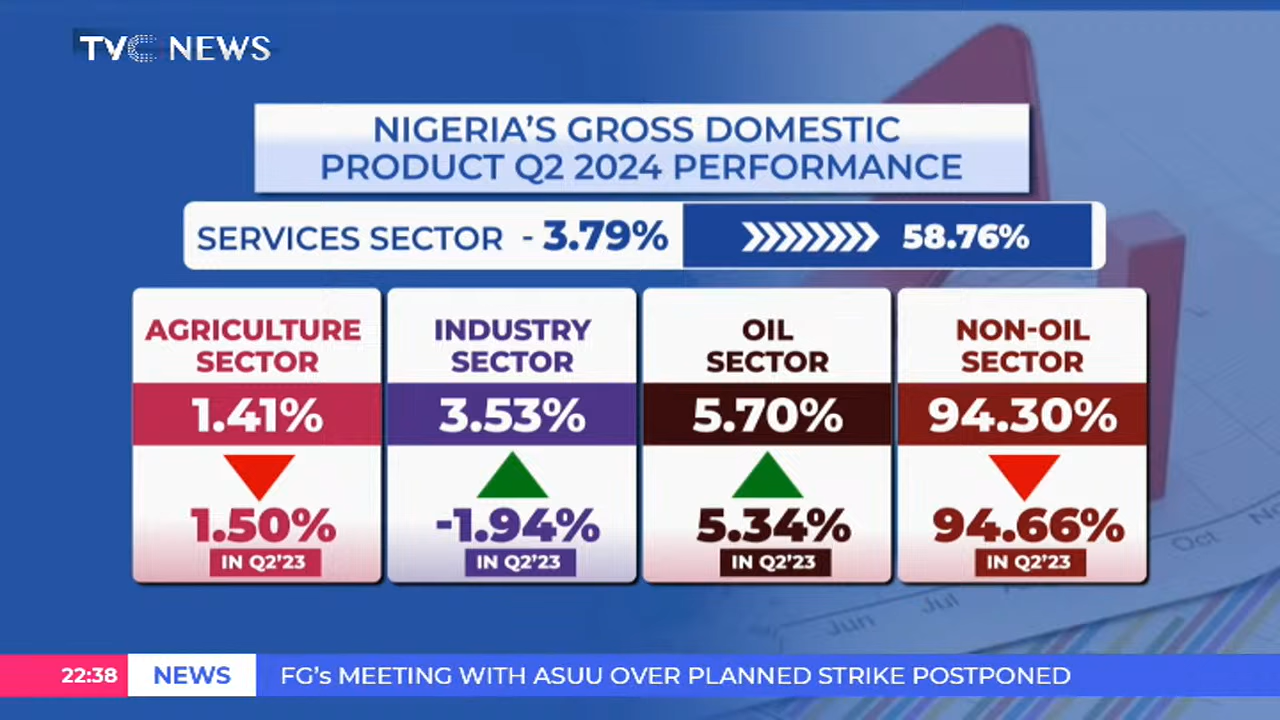 TVC NEWS
NIGERIA'S GROSS DOMESTIC
PRODUCT Q2 2024 PERFORMANCE
SERVICES SECTOR - 3.79%
58.76%
AGRICULTURE
SECTOR
1.41%
1.50%
IN Q2'23
INDUSTRY
SECTOR
3.53%
-1.94%
IN Q2'23
OIL
SECTOR
5.70%
5.34%
IN Q2'23
NON-OIL
SECTOR
94.30%
94.66%
IN Q2'23
Jun
Jul
Oct
22:38
NEWS
FG's MEETING WITH ASUU OVER PLANNED STRIKE POSTPONED